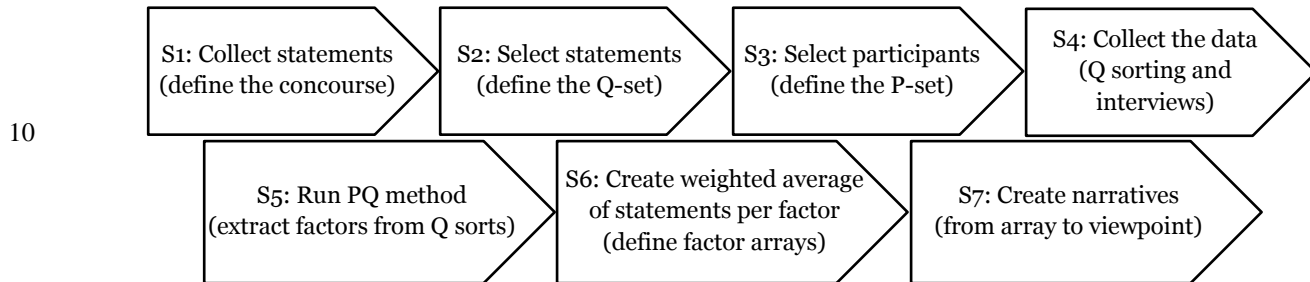 S1: Collect statements
(define the concourse)
S2: Select statements
(define the Q-set)
S3: Select participants
(define the P-set)
S4: Collect the data
(Q sorting and
interviews)
10
S5: Run PQ method
(extract factors from Q sorts)
S6: Create weighted average
of statements per factor
(define factor arrays)
S7: Create narratives
(from array to viewpoint)